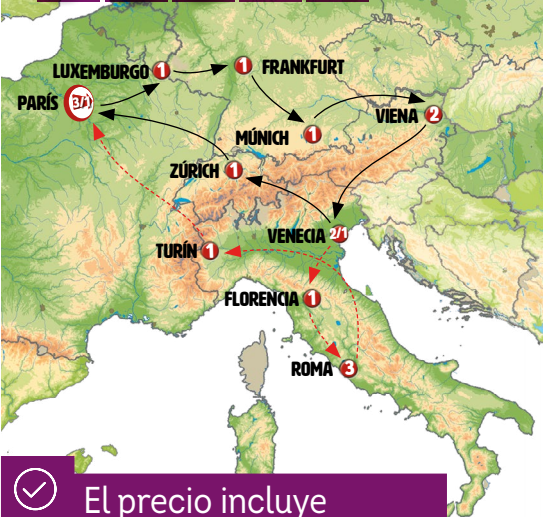 LUXEMBURGO 1
1 FRANKFURT
PARÍS 3/1
MÚNICH 1
VIENA 2
ZÚRICH 1
VENECIA 2/1
TURÍN 1
FLORENCIA 1
ROMA 3
El precio incluye